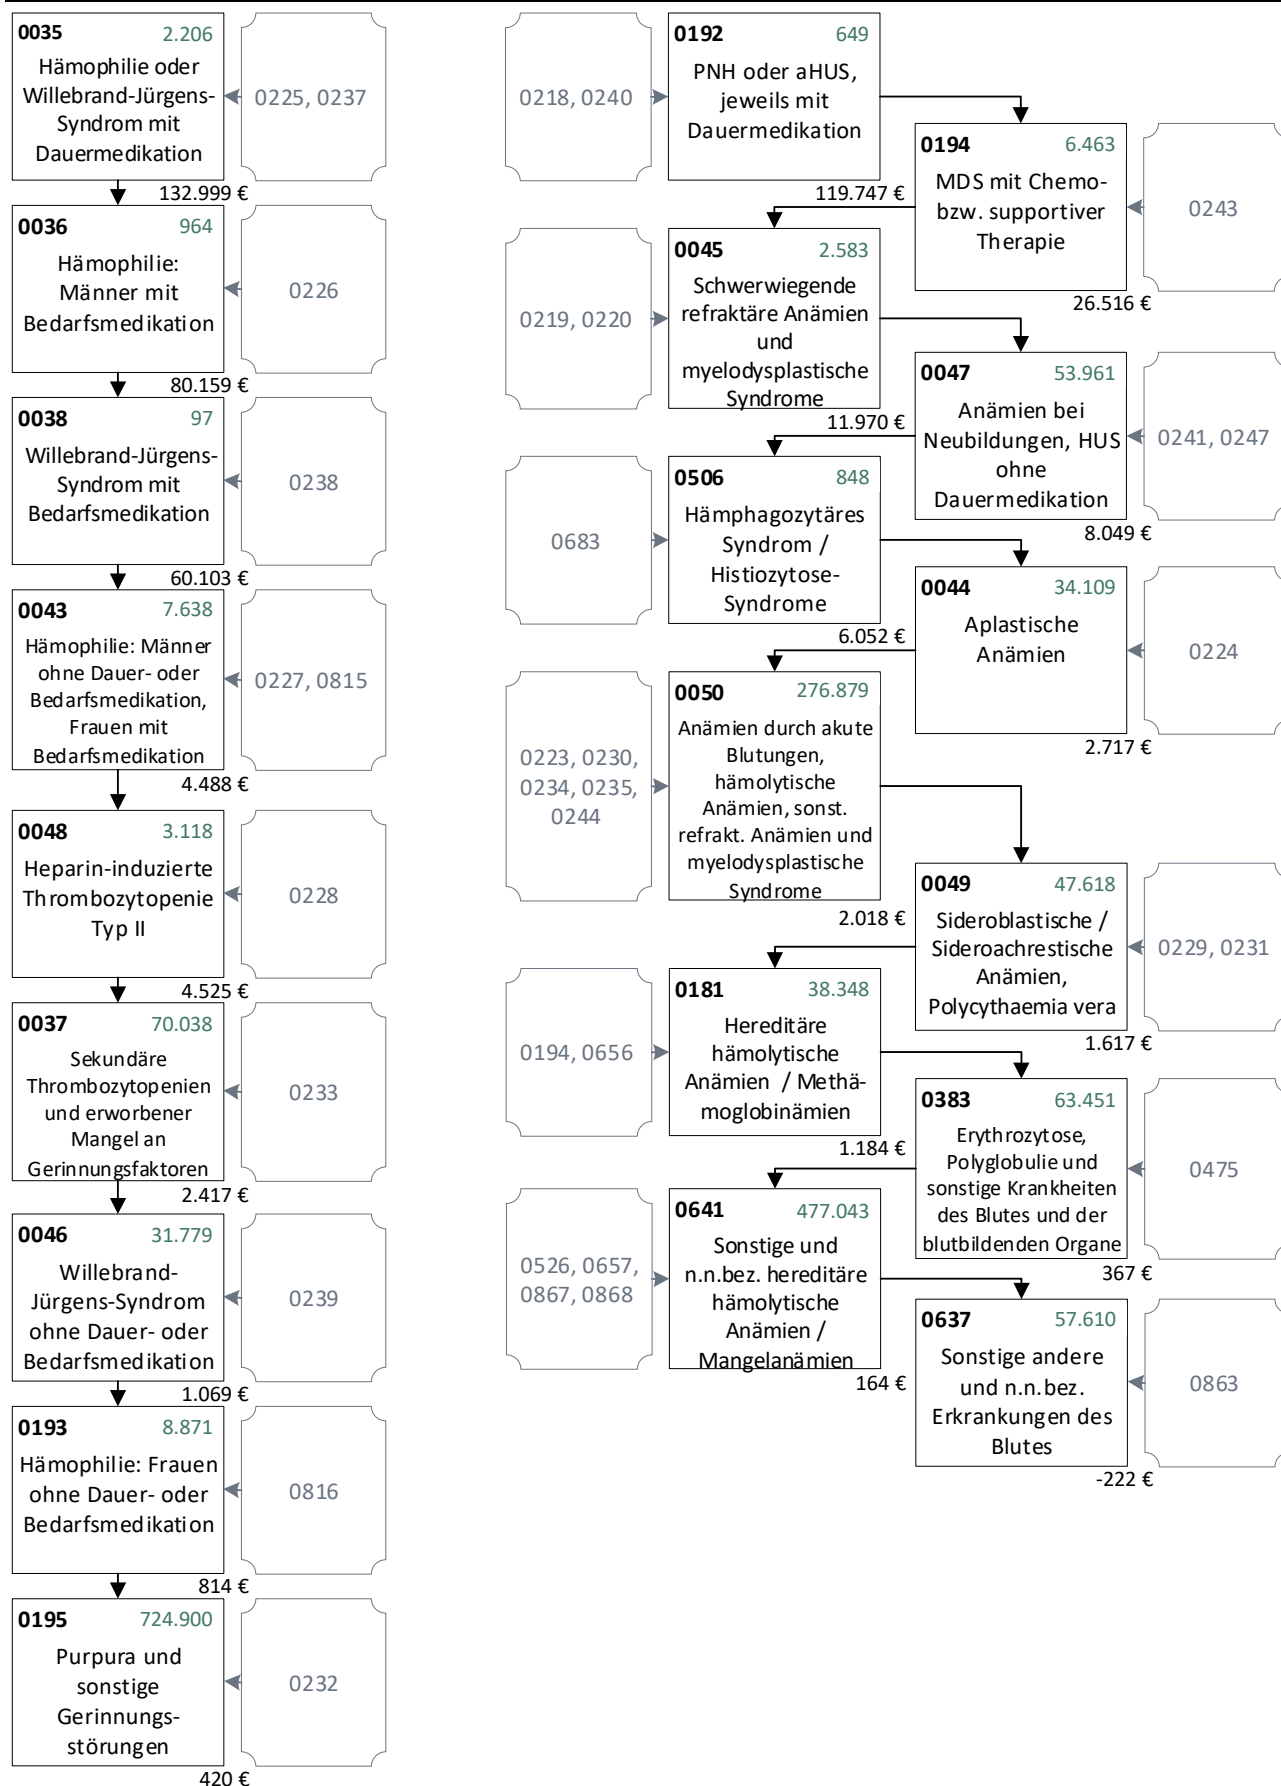 0035 2.206
Hämophilie oder
Willebrand-Jürgens-
Syndrom mit
Dauermedikation
0225, 0237
132.999 €
0036 964
Hämophilie:
Männer mit
Bedarfsmedikation
0226
80.159 €
0038 97
Willebrand-Jürgens-
Syndrom mit
Bedarfsmedikation
0238
60.103 €
0043 7.638
Hämophilie: Männer
ohne Dauer- oder
Bedarfsmedikation,
Frauen mit
Bedarfsmedikation
0227, 0815
4.488 €
0048 3.118
Heparin-induzierte
Thrombozytopenie
Typ II
0228
4.525 €
0037 70.038
Sekundäre
Thrombozytopenien
und erworbener
Mangel an
Gerinnungsfaktoren
0233
2.417 €
0046 31.779
Willebrand-
Jürgens-Syndrom
ohne Dauer- oder
Bedarfsmedikation
0239
1.069 €
0193 8.871
Hämophilie: Frauen
ohne Dauer- oder
Bedarfsmedikation
0816
814 €
0195 724.900
Purpura und
sonstige
Gerinnungs-
störungen
0232
420 €
0218, 0240
0192 649
PNH oder aHUS,
jeweils mit
Dauermedikation
119.747 €
0194 6.463
MDS mit Chemo-
bzw. supportiver
Therapie
0243
26.516 €
0219, 0220
0045 2.583
Schwerwiegende
refraktäre Anämien
und
myelodysplastische
Syndrome
11.970 €
0047 53.961
Anämien bei
Neubildungen, HUS
ohne
Dauermedikation
0241, 0247
8.049 €
0683
0506 848
Hämphagozytäres
Syndrom /
Histiozytose-
Syndrome
6.052 €
0044 34.109
Aplastische
Anämien
0224
2.717 €
0223, 0230,
0234, 0235,
0244
0050 276.879
Anämien durch akute
Blutungen,
hämolytische
Anämien, sonst.
refrakt. Anämien und
myelodysplastische
Syndrome
2.018 €
0049 47.618
Sideroblastische /
Sideroachrestische
Anämien,
Polycythaemia vera
0229, 0231
1.617 €
0194, 0656
0181 38.348
Hereditäre
hämolytische
Anämien / Methä-
moglobinämien
1.184 €
0383 63.451
Erythrozytose,
Polyglobulie und
sonstige Krankheiten
des Blutes und der
blutbildenden Organe
0475
367 €
0526, 0657,
0867, 0868
0641 477.043
Sonstige und
n.n.bez. hereditäre
hämolytische
Anämien /
Mangelanämien
164 €
0637 57.610
Sonstige andere
und n.n.bez.
Erkrankungen des
Blutes
0863
-222 €